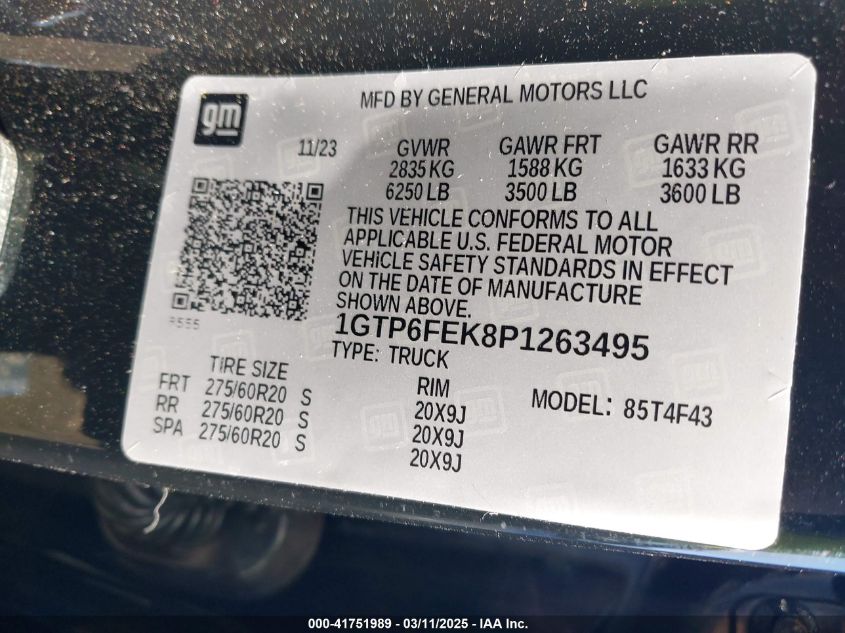 gm
MFD BY GENERAL MOTORS LLC
11/23 GVWR GAWR FRT GAWR RR
2835 KG 1588 KG 1633 KG
6250 LB 3500 LB 3600 LB
THIS VEHICLE CONFORMS TO ALL
APPLICABLE U.S. FEDERAL MOTOR
VEHICLE SAFETY STANDARDS IN EFFECT
ON THE DATE OF MANUFACTURE
SHOWN ABOVE.
1GTP6FEK8P1263495
TYPE: TRUCK
TIRE SIZE RIM MODEL: 85T4F43
FRT 275/60R20 S 20X9J
RR 275/60R20 S 20X9J
SPA 275/60R20 S 20X9J
000-41751989 - 03/11/2025 - IAA Inc.